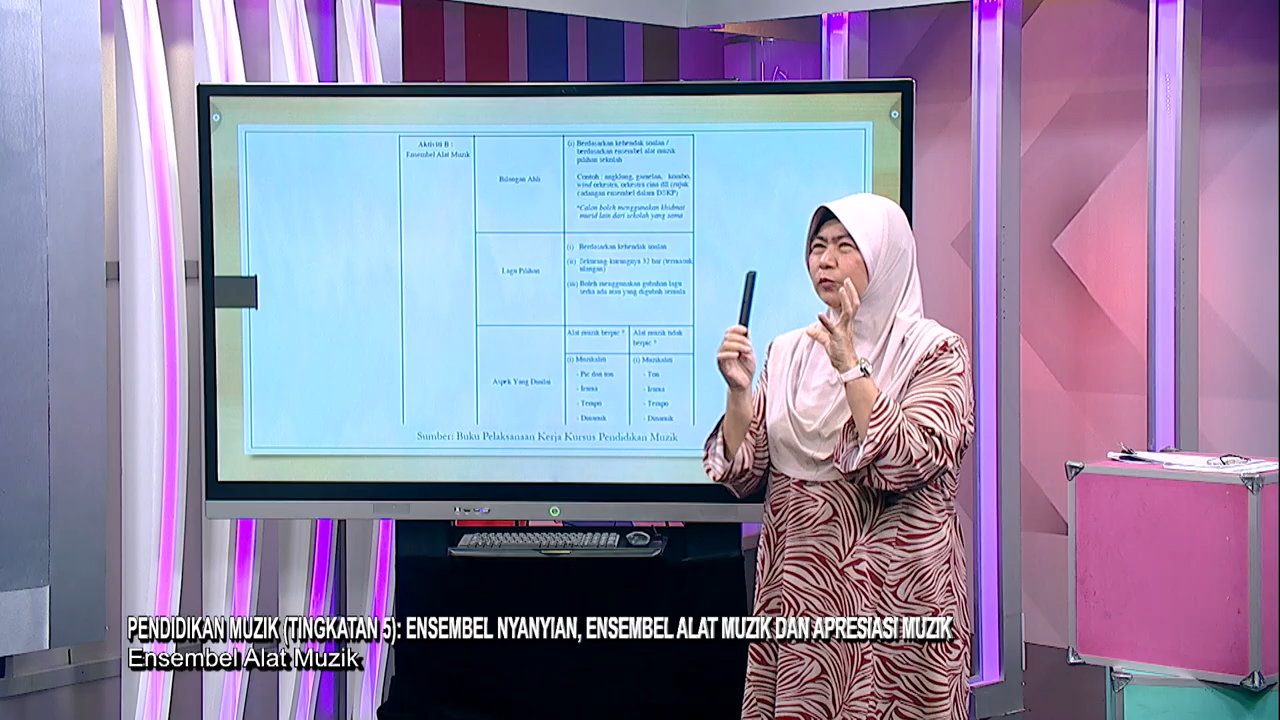 Aktiviti B :
Ensembel Alat Muzik
Bilangan Ahli
(i) Berdasarkan kehendak soalan /
berdasarkan ensembel alat muzik
pilihan sekolah
Contoh : angklung, gamelan, kombo,
wind orkestra, orkestra cina dll (rujuk
cadangan ensembel dalam DSKP)
*Calon boleh menggunakan khidmat
murid lain dari sekolah yang sama
Lagu Pilihan
(i) Berdasarkan kehendak soalan
(ii) Sekurang-kurangnya 32 bar (termasuk
ulangan)
(iii) Boleh menggunakan gubahan lagu
sedia ada atau yang digubah semula
Aspek Yang Dinilai
Alat muzik berpic *
(i) Muzikaliti
- Pic dan ton
- Irama
- Tempo
- Dinamik
Alat muzik tidak
berpic *
(i) Muzikaliti
- Ton
- Irama
- Tempo
- Dinamik
Sumber: Buku Pelaksanaan Kerja Kursus Pendidikan Muzik
PENDIDIKAN MUZIK (TINGKATAN 5): ENSEMBEL NYANYIAN, ENSEMBEL ALAT MUZIK DAN APRESIASI MUZIK
Ensembel Alat Muzik